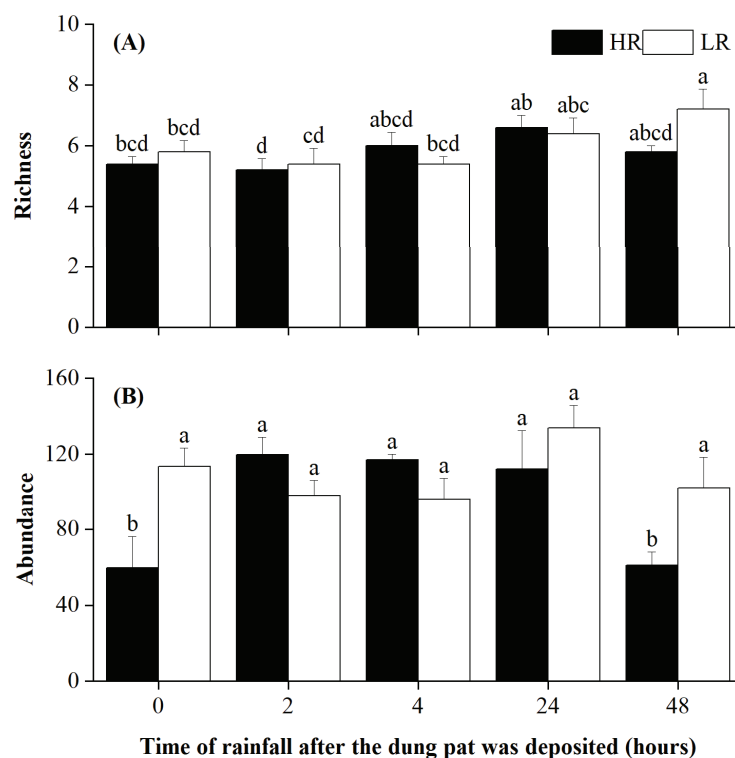 10
(A)
HR
LR
a
ab
abc
8
abcd
abcd
bcd
bcd
cd
bcd
d
6
Richness
4
2
0
160
(B)
a
a
a
a
a
120
a
a
a
Abundance
80
b
b
40
0
0
2
4
24
48
Time of rainfall after the dung pat was deposited (hours)